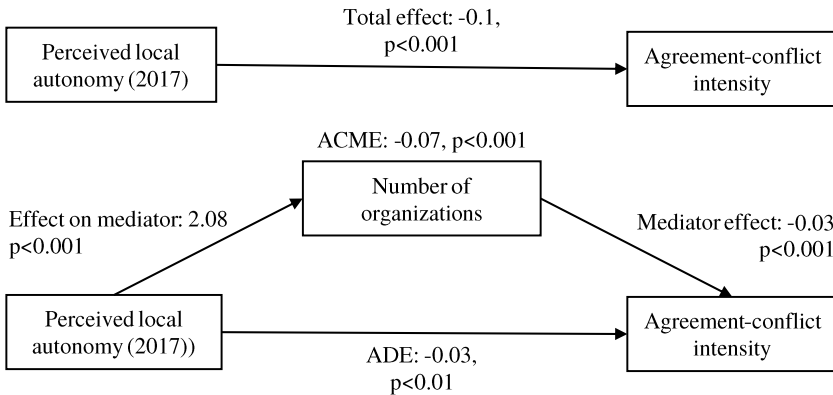 Total effect: -0.1,
p<0.001
Perceived local
autonomy (2017)
Agreement-conflict
intensity
ACME: -0.07, p<0.001
Number of
organizations
Effect on mediator: 2.08
p<0.001
Mediator effect: -0.03
p<0.001
Perceived local
autonomy (2017))
Agreement-conflict
intensity
ADE: -0.03,
p<0.01